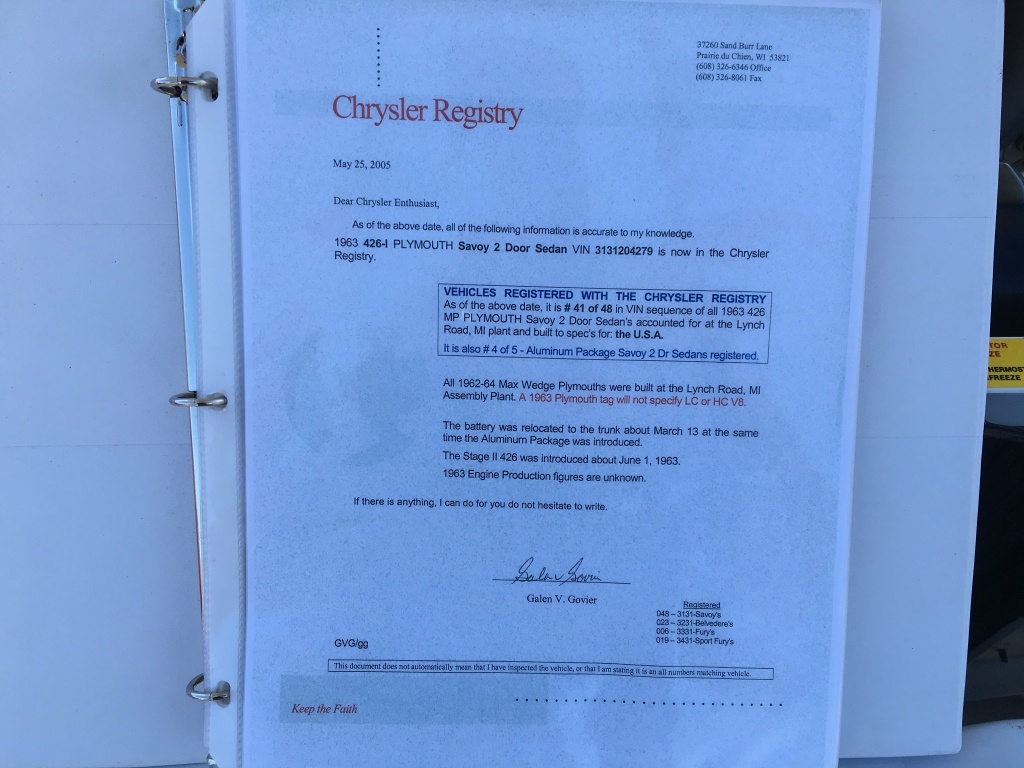 37260 Sand Burr Lane
Prairie du Chien, WI 53821
(608) 326-6346 Office
(608) 326-8061 Fax
Chrysler Registry
May 25, 2005
Dear Chrysler Enthusiast,
As of the above date, all of the following information is accurate to my knowledge.
1963 426-I PLYMOUTH Savoy 2 Door Sedan VIN 3131204279 is now in the Chrysler
Registry.
VEHICLES REGISTERED WITH THE CHRYSLER REGISTRY
As of the above date, it is # 41 of 48 in VIN sequence of all 1963 426
MP PLYMOUTH Savoy 2 Door Sedan's accounted for at the Lynch
Road, MI plant and built to spec's for: the U.S.A.
It is also # 4 of 5 - Aluminum Package Savoy 2 Dr Sedans registered.
All 1962-64 Max Wedge Plymouths were built at the Lynch Road, MI
Assembly Plant. A 1963 Plymouth tag will not specify LC or HC V8.
The battery was relocated to the trunk about March 13 at the same
time the Aluminum Package was introduced.
The Stage II 426 was introduced about June 1, 1963.
1963 Engine Production figures are unknown.
If there is anything, I can do for you do not hesitate to write.
Galen V. Govier
Galen V. Govier
Registered
048 – 3131-Savoy's
023 – 3231-Belvedere's
006 – 3331-Fury's
019 – 3431-Sport Fury's
GVG/gg
This document does not automatically mean that I have inspected the vehicle, or that I am stating it is an all numbers matching vehicle.
Keep the Faith
TOR
ZE
HERMOS
FREEZE